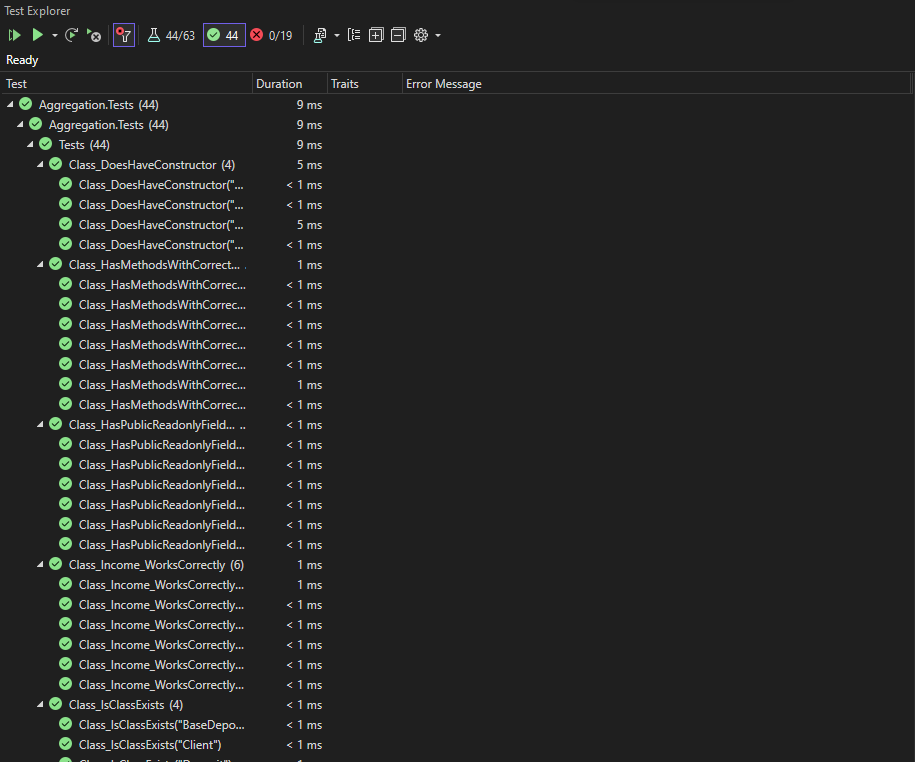 Test Explorer
44/63 44 0/19
Ready
Test Duration Traits Error Message
Aggregation.Tests (44) 9 ms
Aggregation.Tests (44) 9 ms
Tests (44) 9 ms
Class_DoesHaveConstructor (4) 5 ms
Class_DoesHaveConstructor("... < 1 ms
Class_DoesHaveConstructor("... < 1 ms
Class_DoesHaveConstructor("... 5 ms
Class_DoesHaveConstructor("... < 1 ms
Class_HasMethodsWithCorrect... . 1 ms
Class_HasMethodsWithCorrec... < 1 ms
Class_HasMethodsWithCorrec... < 1 ms
Class_HasMethodsWithCorrec... < 1 ms
Class_HasMethodsWithCorrec... < 1 ms
Class_HasMethodsWithCorrec... < 1 ms
Class_HasMethodsWithCorrec... 1 ms
Class_HasMethodsWithCorrec... < 1 ms
Class_HasPublicReadonlyField... .. < 1 ms
Class_HasPublicReadonlyField... < 1 ms
Class_HasPublicReadonlyField... < 1 ms
Class_HasPublicReadonlyField... < 1 ms
Class_HasPublicReadonlyField... < 1 ms
Class_HasPublicReadonlyField... < 1 ms
Class_HasPublicReadonlyField... < 1 ms
Class_Income_WorksCorrectly (6) 1 ms
Class_Income_WorksCorrectly... 1 ms
Class_Income_WorksCorrectly... < 1 ms
Class_Income_WorksCorrectly... < 1 ms
Class_Income_WorksCorrectly... < 1 ms
Class_Income_WorksCorrectly... < 1 ms
Class_Income_WorksCorrectly... < 1 ms
Class_IsClassExists (4) < 1 ms
Class_IsClassExists("BaseDepo... < 1 ms
Class_IsClassExists("Client") < 1 ms